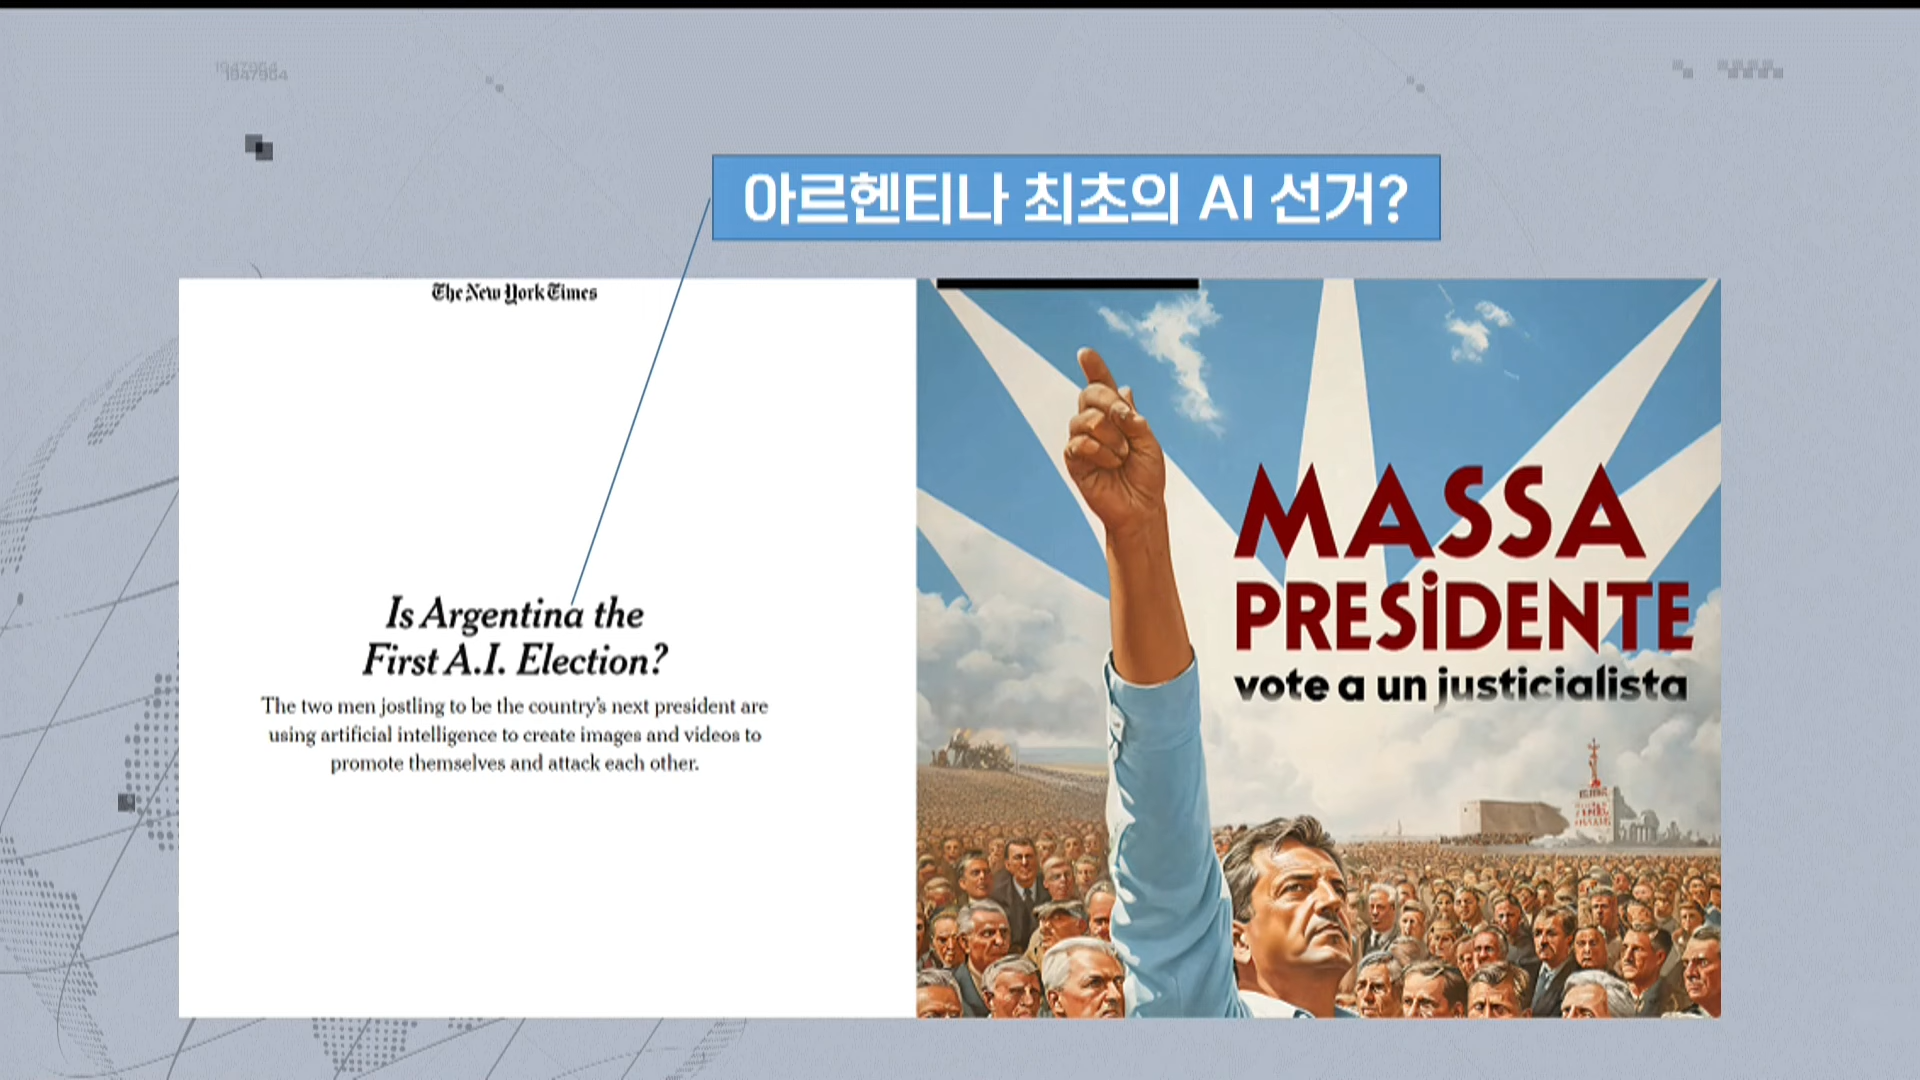 1047954
1047954
아르헨티나 최초의 AI 선거?
The New York Times
Is Argentina the
First A.I. Election?
The two men jostling to be the country's next president are
using artificial intelligence to create images and videos to
promote themselves and attack each other.
MASSA
PRESiDENTE
vote a un justicialista